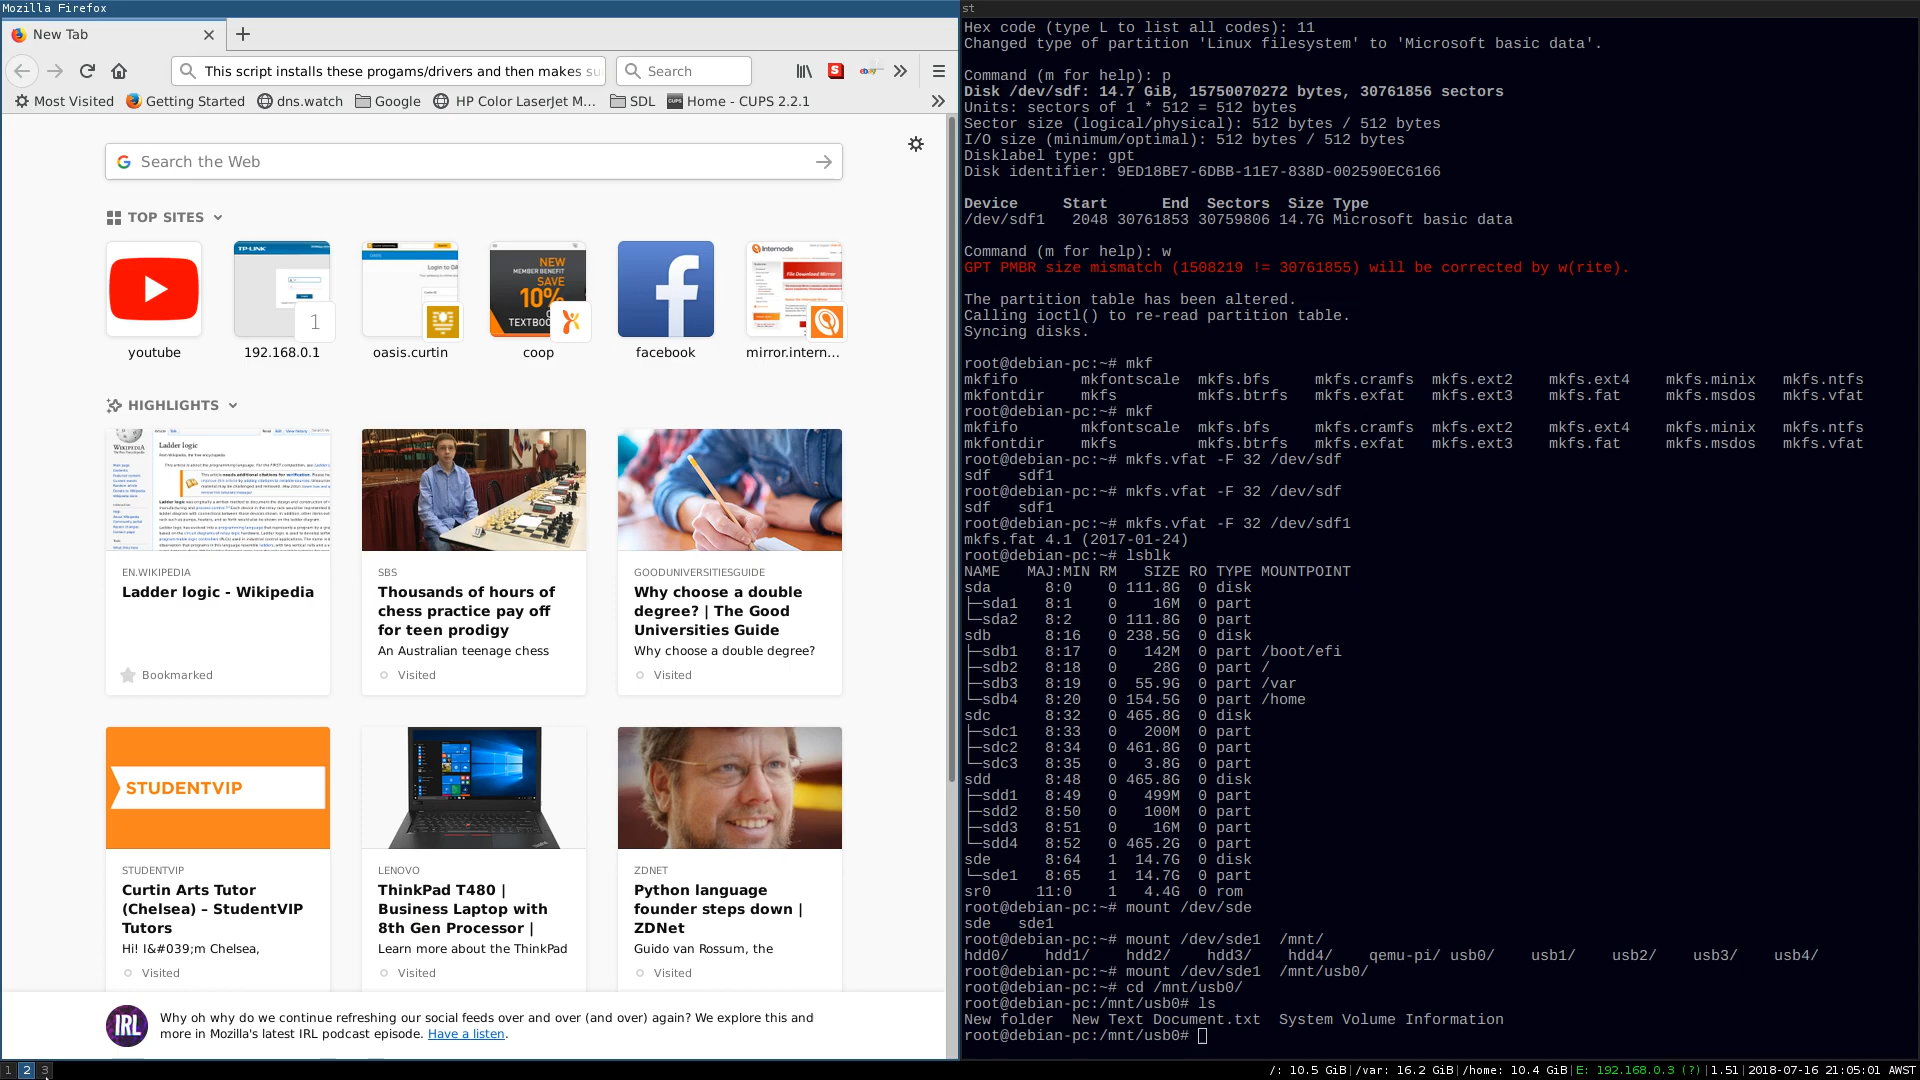 Mozilla Firefox
New Tab
This script installs these progams/drivers and then makes su
Search
Most Visited
Getting Started
dns.watch
Google
HP Color LaserJet M...
SDL
Home - CUPS 2.2.1
Search the Web
TOP SITES
TP-LINK
1
NEW
MEMBER BENEFIT
SAVE
10%
Internode
File Download Mirror
youtube
192.168.0.1
oasis.curtin
coop
facebook
mirror.intern...
HIGHLIGHTS
WIKIPEDIA
Ladder logic
EN.WIKIPEDIA
Ladder logic - Wikipedia
Bookmarked
SBS
Thousands of hours of
chess practice pay off
for teen prodigy
An Australian teenage chess
Visited
GOODUNIVERSITIESGUIDE
Why choose a double
degree? | The Good
Universities Guide
Why choose a double degree?
Visited
STUDENTVIP
STUDENTVIP
Curtin Arts Tutor
(Chelsea) – StudentVIP
Tutors
Hi! I&#039;m Chelsea,
Visited
LENOVO
ThinkPad T480 |
Business Laptop with
8th Gen Processor |
Learn more about the ThinkPad
Visited
ZDNET
Python language
founder steps down |
ZDNet
Guido van Rossum, the
Visited
IRL
Why oh why do we continue refreshing our social feeds over and over (and over) again? We explore this and
more in Mozilla's latest IRL podcast episode. Have a listen.
st
Hex code (type L to list all codes): 11
Changed type of partition 'Linux filesystem' to 'Microsoft basic data'.
Command (m for help): p
Disk /dev/sdf: 14.7 GiB, 15750070272 bytes, 30761856 sectors
Units: sectors of 1 * 512 = 512 bytes
Sector size (logical/physical): 512 bytes / 512 bytes
I/O size (minimum/optimal): 512 bytes / 512 bytes
Disklabel type: gpt
Disk identifier: 9ED18BE7-6DBB-11E7-838D-002590EC6166
Device     Start      End  Sectors  Size Type
/dev/sdf1   2048 30761853 30759806 14.7G Microsoft basic data
Command (m for help): w
GPT PMBR size mismatch (1508219 != 30761855) will be corrected by w(rite).
The partition table has been altered.
Calling ioctl() to re-read partition table.
Syncing disks.
root@debian-pc:~# mkf
mkfifo       mkfontscale  mkfs.bfs     mkfs.cramfs  mkfs.ext2    mkfs.ext4    mkfs.minix   mkfs.ntfs
mkfontdir    mkfs         mkfs.btrfs   mkfs.exfat   mkfs.ext3    mkfs.fat     mkfs.msdos   mkfs.vfat
root@debian-pc:~# mkf
mkfifo       mkfontscale  mkfs.bfs     mkfs.cramfs  mkfs.ext2    mkfs.ext4    mkfs.minix   mkfs.ntfs
mkfontdir    mkfs         mkfs.btrfs   mkfs.exfat   mkfs.ext3    mkfs.fat     mkfs.msdos   mkfs.vfat
root@debian-pc:~# mkfs.vfat -F 32 /dev/sdf
sdf   sdf1
root@debian-pc:~# mkfs.vfat -F 32 /dev/sdf
sdf   sdf1
root@debian-pc:~# mkfs.vfat -F 32 /dev/sdf1
mkfs.fat 4.1 (2017-01-24)
root@debian-pc:~# lsblk
NAME   MAJ:MIN RM   SIZE RO TYPE MOUNTPOINT
sda      8:0    0 111.8G  0 disk
├─sda1   8:1    0    16M  0 part
└─sda2   8:2    0 111.8G  0 part
sdb      8:16   0 238.5G  0 disk
├─sdb1   8:17   0   142M  0 part /boot/efi
├─sdb2   8:18   0    28G  0 part /
├─sdb3   8:19   0  55.9G  0 part /var
└─sdb4   8:20   0 154.5G  0 part /home
sdc      8:32   0 465.8G  0 disk
├─sdc1   8:33   0   200M  0 part
├─sdc2   8:34   0 461.8G  0 part
└─sdc3   8:35   0   3.8G  0 part
sdd      8:48   0 465.8G  0 disk
├─sdd1   8:49   0   499M  0 part
├─sdd2   8:50   0   100M  0 part
├─sdd3   8:51   0    16M  0 part
└─sdd4   8:52   0 465.2G  0 part
sde      8:64   1  14.7G  0 disk
└─sde1   8:65   1  14.7G  0 part
sr0     11:0    1   4.4G  0 rom
root@debian-pc:~# mount /dev/sde
sde   sde1
root@debian-pc:~# mount /dev/sde1  /mnt/
hdd0/    hdd1/    hdd2/    hdd3/    hdd4/    qemu-pi/ usb0/    usb1/    usb2/    usb3/    usb4/
root@debian-pc:~# mount /dev/sde1  /mnt/usb0/
root@debian-pc:~# cd /mnt/usb0/
root@debian-pc:/mnt/usb0# ls
New folder  New Text Document.txt  System Volume Information
root@debian-pc:/mnt/usb0#
1 2 3
/: 10.5 GiB|/var: 16.2 GiB|/home: 10.4 GiB|E: 192.168.0.3 (?)|1.51|2018-07-16 21:05:01 AWST